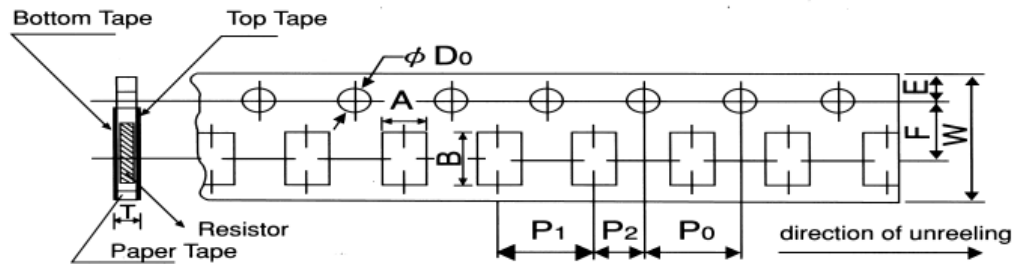 Bottom Tape
Top Tape
ϕ D0
A
B
E
F
W
T
Resistor
Paper Tape
P1
P2
P0
direction of unreeling